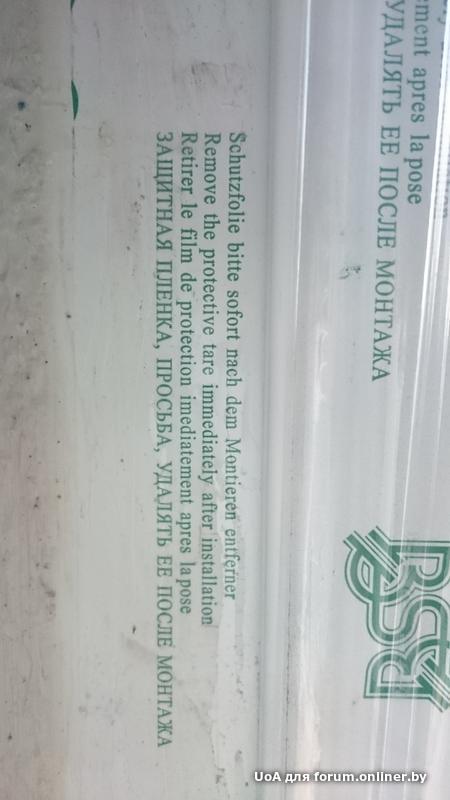 Schutzfolie bitte sofort nach dem Montieren entferner
Remove the protective tare immediately after installation
Retirer le film de protection imediatement apres la pose
ЗАЩИТНАЯ ПЛЕНКА, ПРОСЬБА, УДАЛЯТЬ ЕЕ ПОСЛЕ МОНТАЖА
ement apres la pose
УДАЛЯТЬ ЕЕ ПОСЛЕ МОНТАЖА
UoA для forum.onliner.by